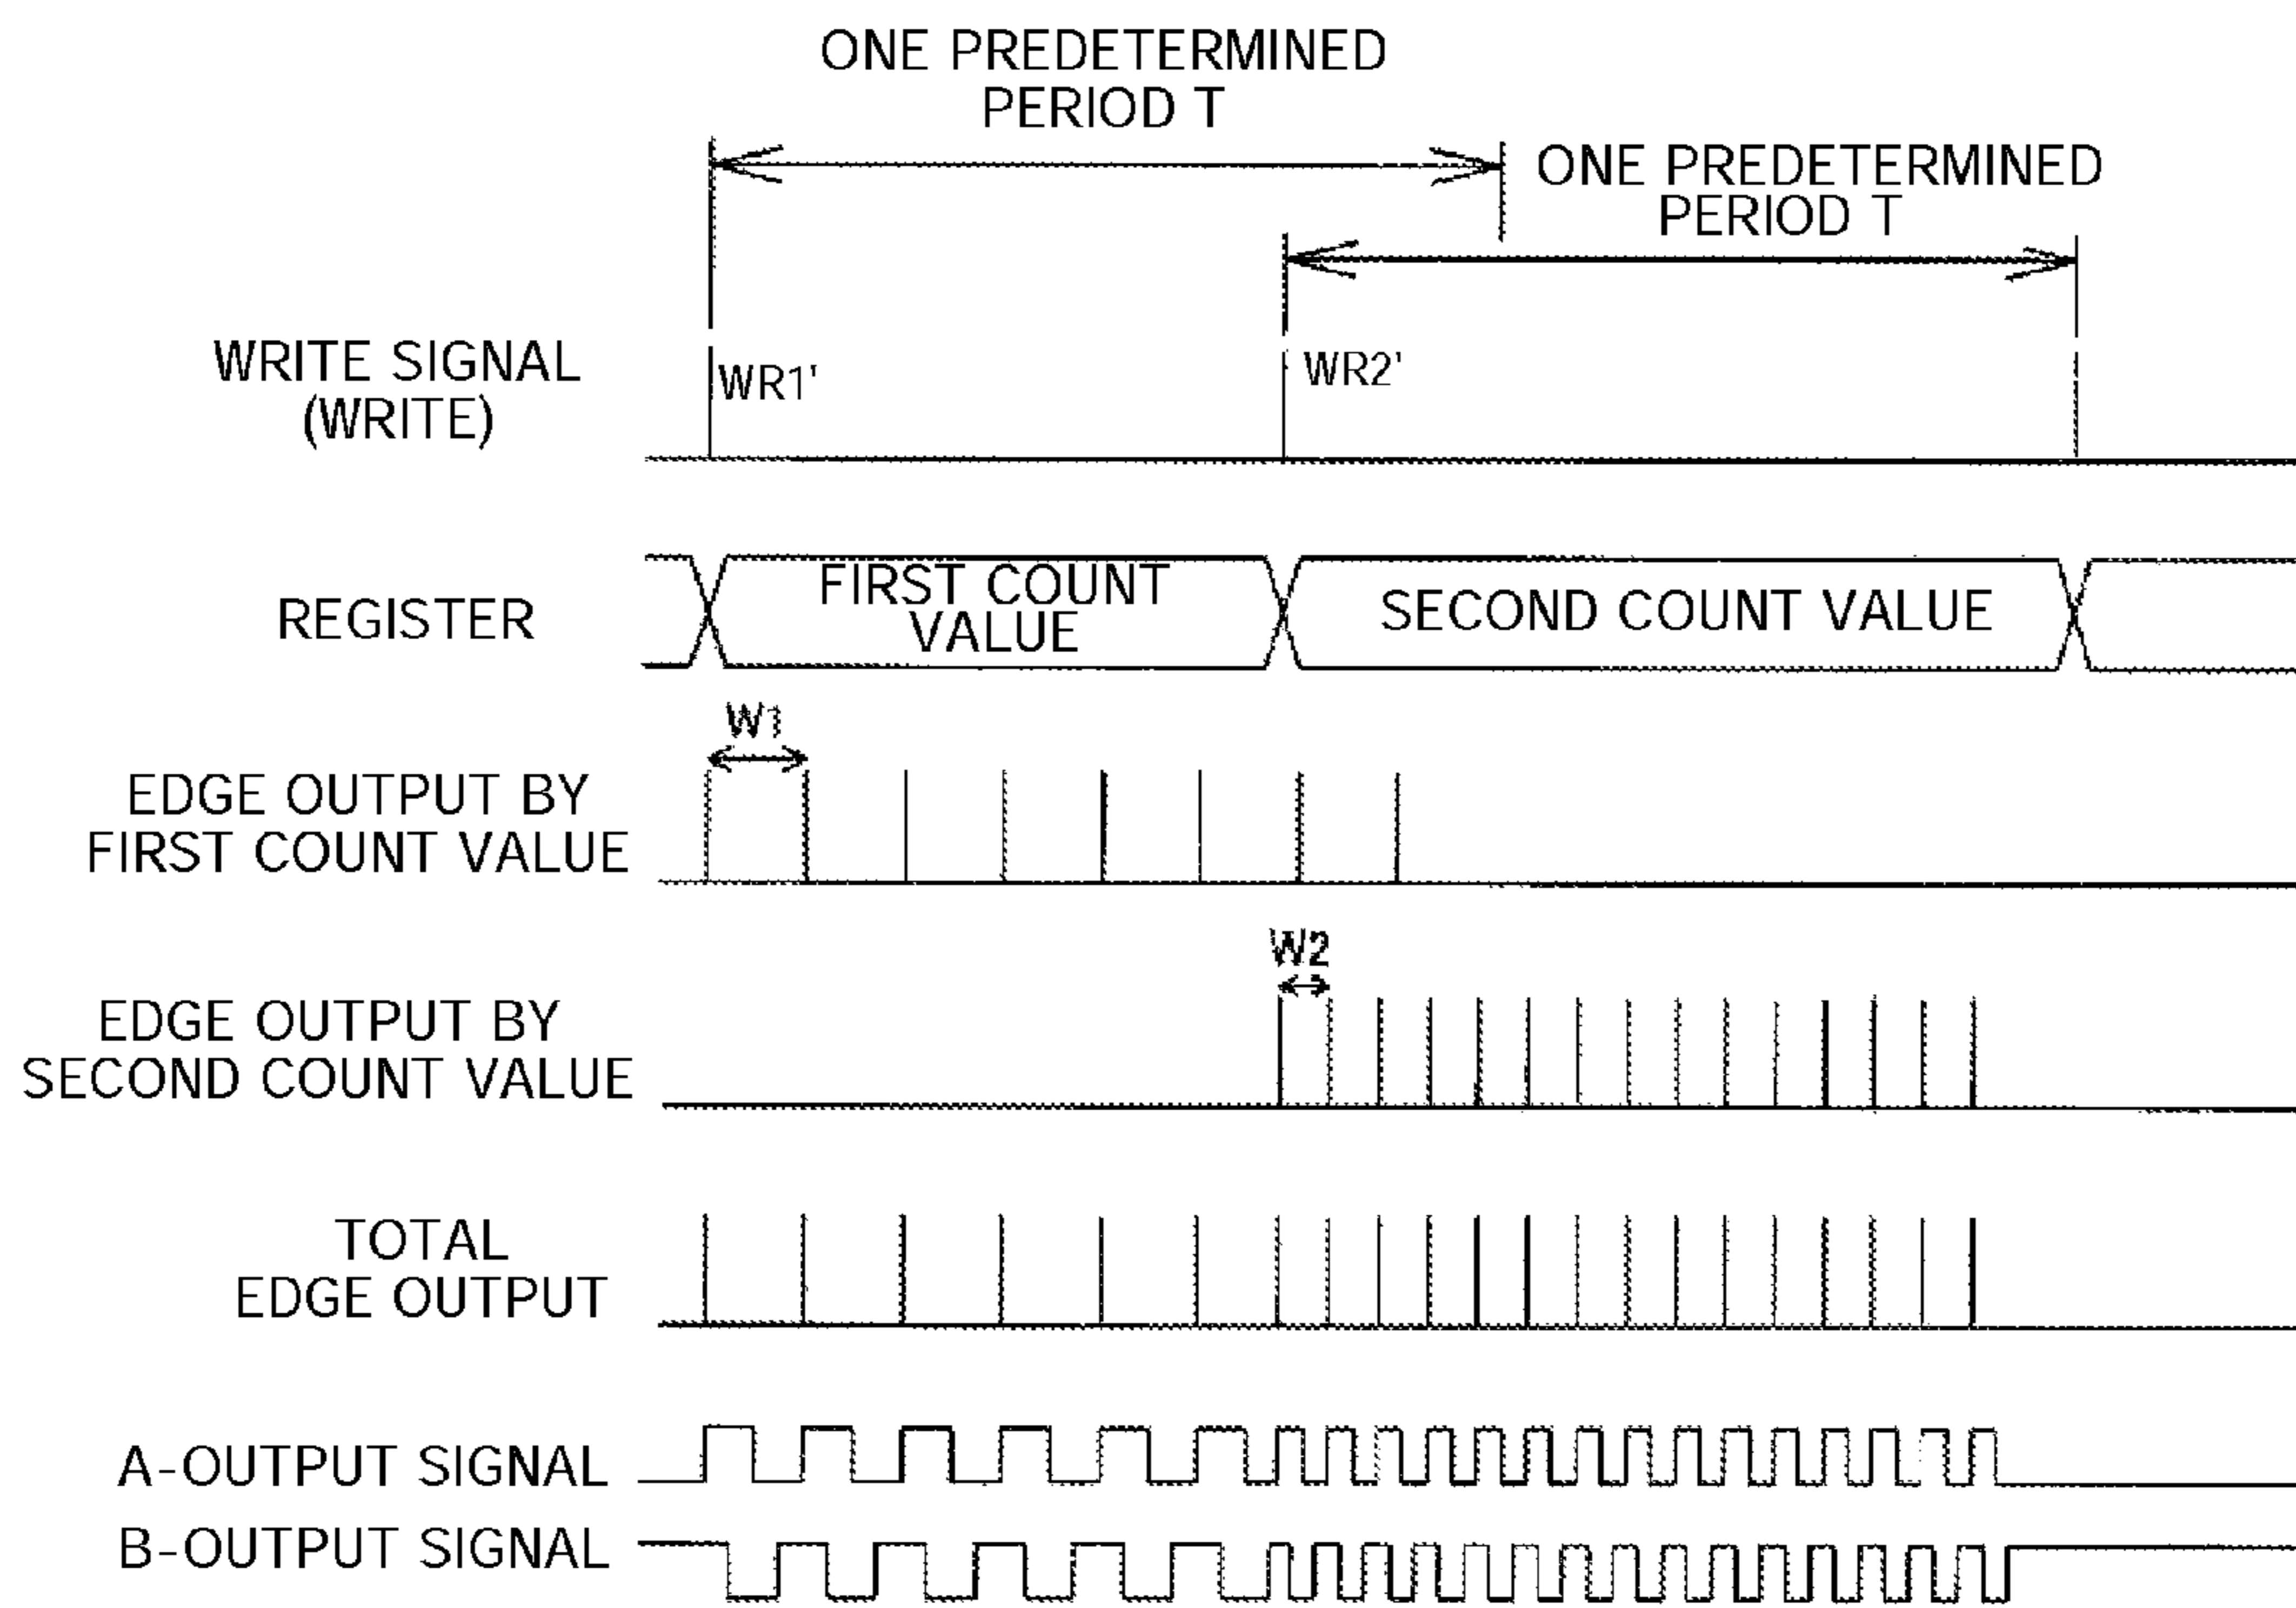 ONE PREDETERMINED
PERIOD T
ONE PREDETERMINED
PERIOD T
WRITE SIGNAL
(WRITE)
WR1'
WR2'
REGISTER
FIRST COUNT
VALUE
SECOND COUNT VALUE
W1
EDGE OUTPUT BY
FIRST COUNT VALUE
W2
EDGE OUTPUT BY
SECOND COUNT VALUE
TOTAL
EDGE OUTPUT
A-OUTPUT SIGNAL
B-OUTPUT SIGNAL